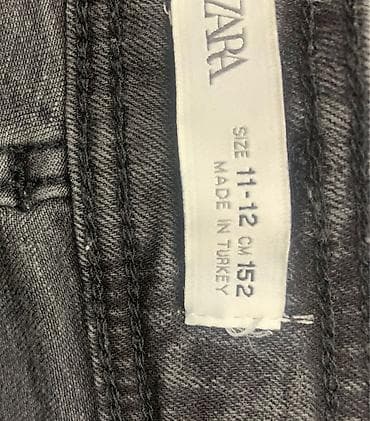 ZARA
SIZE 11-12 CM 152
MADE IN TURKEY